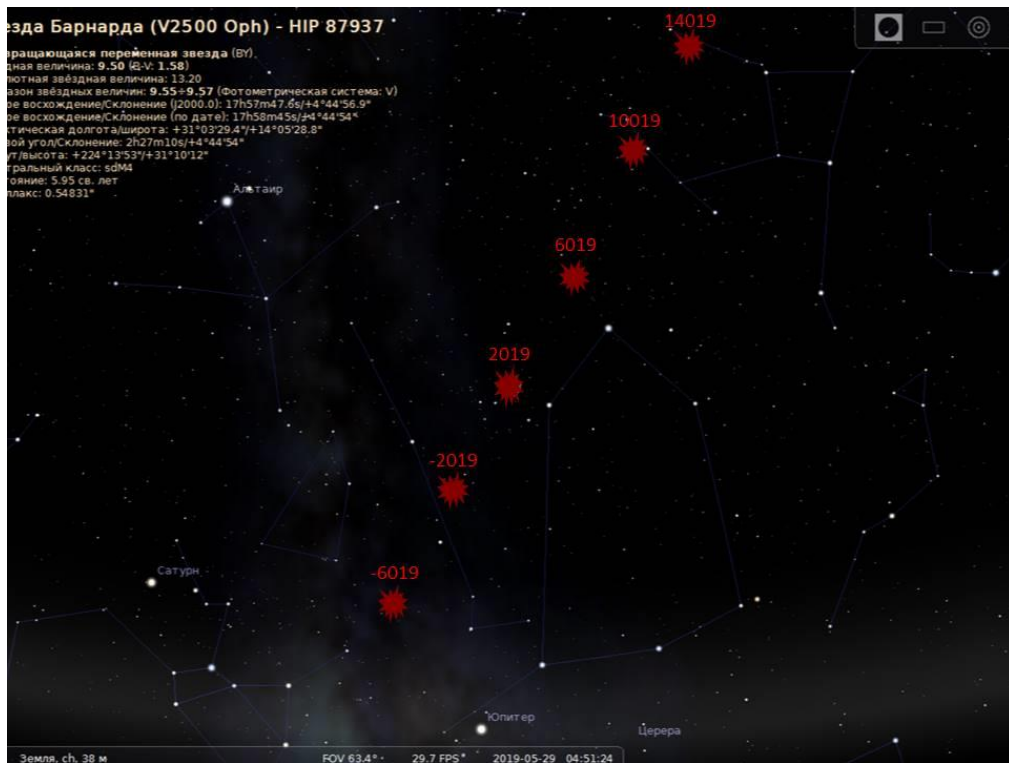 езда Барнарда (V2500 Oph) - HIP 87937
вращающаяся переменная звезда (BY)
дная величина: 9.50 (B-V: 1.58)
лютная звёздная величина: 13.20
азон звёздных величин: 9.55÷9.57 (Фотометрическая система: V)
ое восхождение/Склонение (J2000.0): 17h57m47.6s/+4°44'56.9"
ое восхождение/Склонение (по дате): 17h58m45s/+4°44'54"
ктическая долгота/широта: +31°03'29.4"/+14°05'28.8"
вой угол/Склонение: 2h27m10s/+4°44'54"
ут/высота: +224°13'53"/+31°10'12"
тральный класс: sdM4
тояние: 5.95 св. лет
ллакс: 0.54831"
14019
10019
Альтаир
6019
2019
-2019
-6019
Сатурн
Юпитер
Церера
Земля, ch, 38 м FOV 63.4° 29.7 FPS 2019-05-29 04:51:24